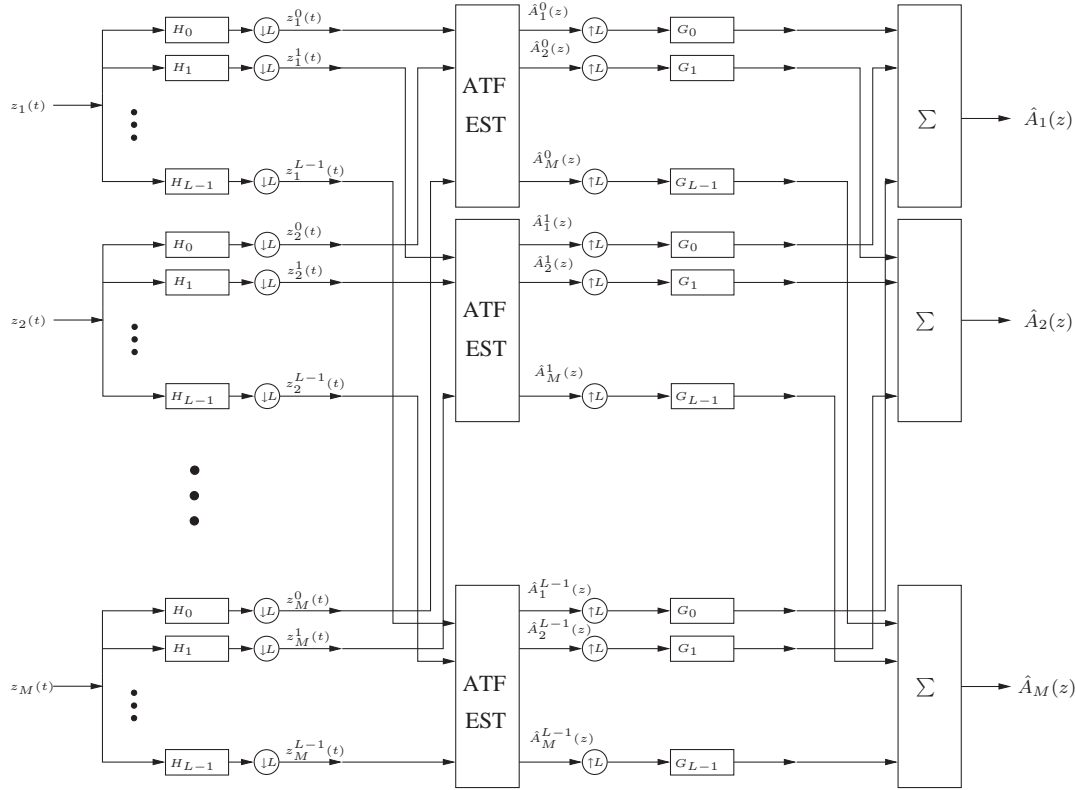 H_0 ↓L z_1^0(t) Â_1^0(z) ↑L G_0
H_1 ↓L z_1^1(t) Â_2^0(z) ↑L G_1
z_1(t) ATF EST Σ Â_1(z)
H_{L-1} ↓L z_1^{L-1}(t) Â_M^0(z) ↑L G_{L-1}
H_0 ↓L z_2^0(t) Â_1^1(z) ↑L G_0
H_1 ↓L z_2^1(t) Â_2^1(z) ↑L G_1
z_2(t) ATF EST Σ Â_2(z)
H_{L-1} ↓L z_2^{L-1}(t) Â_M^1(z) ↑L G_{L-1}
H_0 ↓L z_M^0(t) Â_1^{L-1}(z) ↑L G_0
H_1 ↓L z_M^1(t) Â_2^{L-1}(z) ↑L G_1
z_M(t) ATF EST Σ Â_M(z)
H_{L-1} ↓L z_M^{L-1}(t) Â_M^{L-1}(z) ↑L G_{L-1}